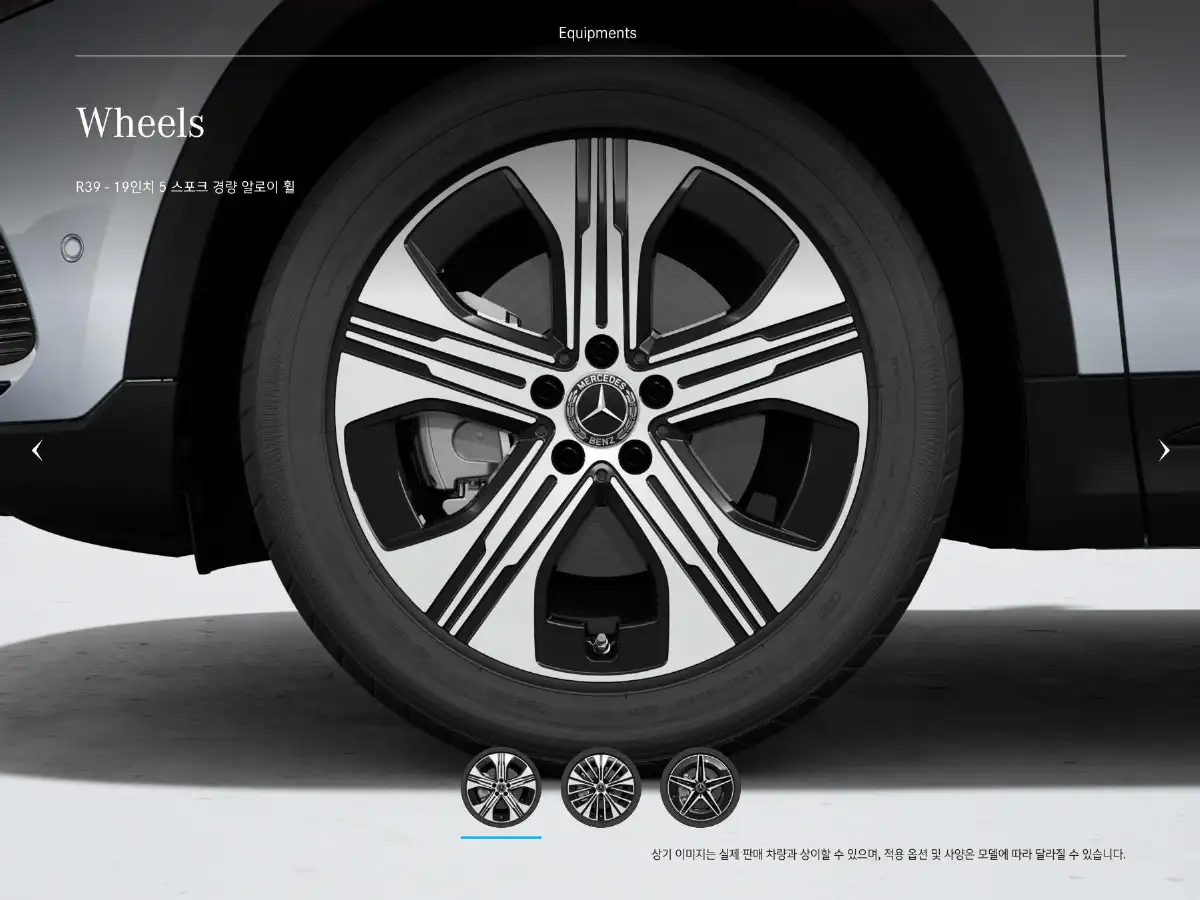 Equipments
Wheels
R39 - 19인치 5 스포크 경량 알로이 휠
MERCEDES
BENZ
상기 이미지는 실제 판매 차량과 상이할 수 있으며, 적용 옵션 및 사양은 모델에 따라 달라질 수 있습니다.